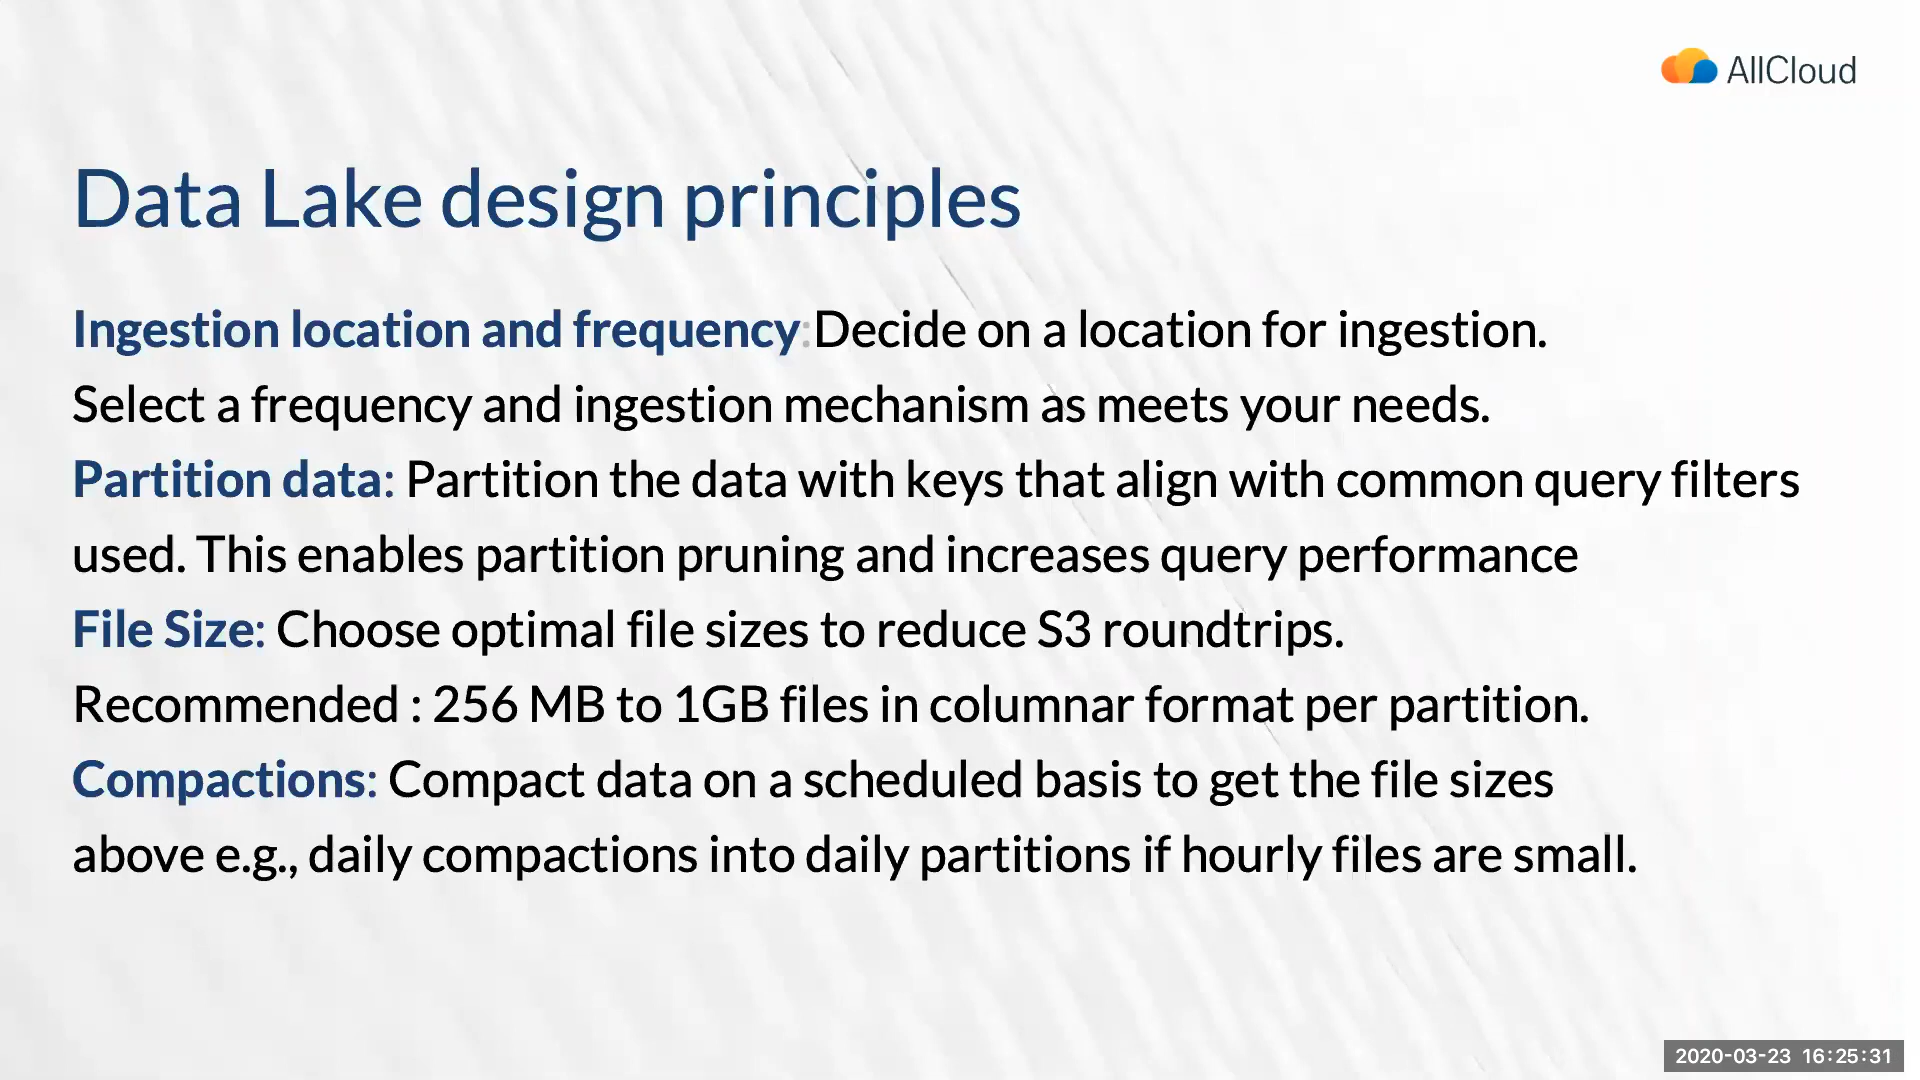 AllCloud
Data Lake design principles
Ingestion location and frequency:Decide on a location for ingestion.
Select a frequency and ingestion mechanism as meets your needs.
Partition data: Partition the data with keys that align with common query filters
used. This enables partition pruning and increases query performance
File Size: Choose optimal file sizes to reduce S3 roundtrips.
Recommended : 256 MB to 1GB files in columnar format per partition.
Compactions: Compact data on a scheduled basis to get the file sizes
above e.g., daily compactions into daily partitions if hourly files are small.
2020-03-23 16:25:31